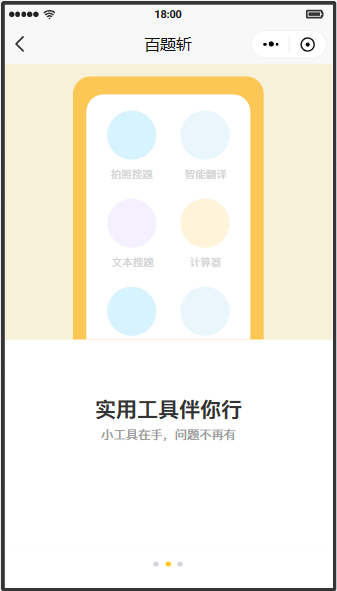 18:00
百题斩
拍照搜题 智能翻译
文本搜题 计算器
实用工具伴你行
小工具在手，问题不再有